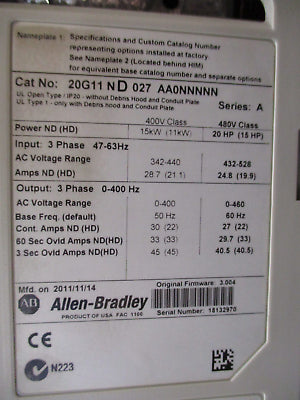 Nameplate 1: Specifications and Custom Catalog Number
representing options installed at factory.
See Nameplate 2 (Located behind HIM)
for equivalent base catalog number and separate options
Cat No: 20G11 ND 027 AA0NNNNN
UL Open Type / IP20 - without Debris Hood and Conduit Plate
UL Type 1 - only with Debris Hood and Conduit Plate
Series: A
400V Class 480V Class
Power ND (HD) 15kW (11kW) 20 HP (15 HP)
Input: 3 Phase 47-63Hz
AC Voltage Range 342-440 432-528
Amps ND (HD) 28.7 (21.1) 24.8 (19.9)
Output: 3 Phase 0-400 Hz
AC Voltage Range 0-400 0-460
Base Freq. (default) 50 Hz 60 Hz
Cont. Amps ND (HD) 30 (22) 27 (22)
60 Sec Ovld Amps ND(HD) 33 (33) 29.7 (33)
3 Sec Ovld Amps ND(HD) 45 (45) 40.5 (40.5)
Mfd. on 2011/11/14
Original Firmware 3.004
AB Allen-Bradley
PRODUCT OF USA FAC 1100
Serial Number: 18132970
CE
N223